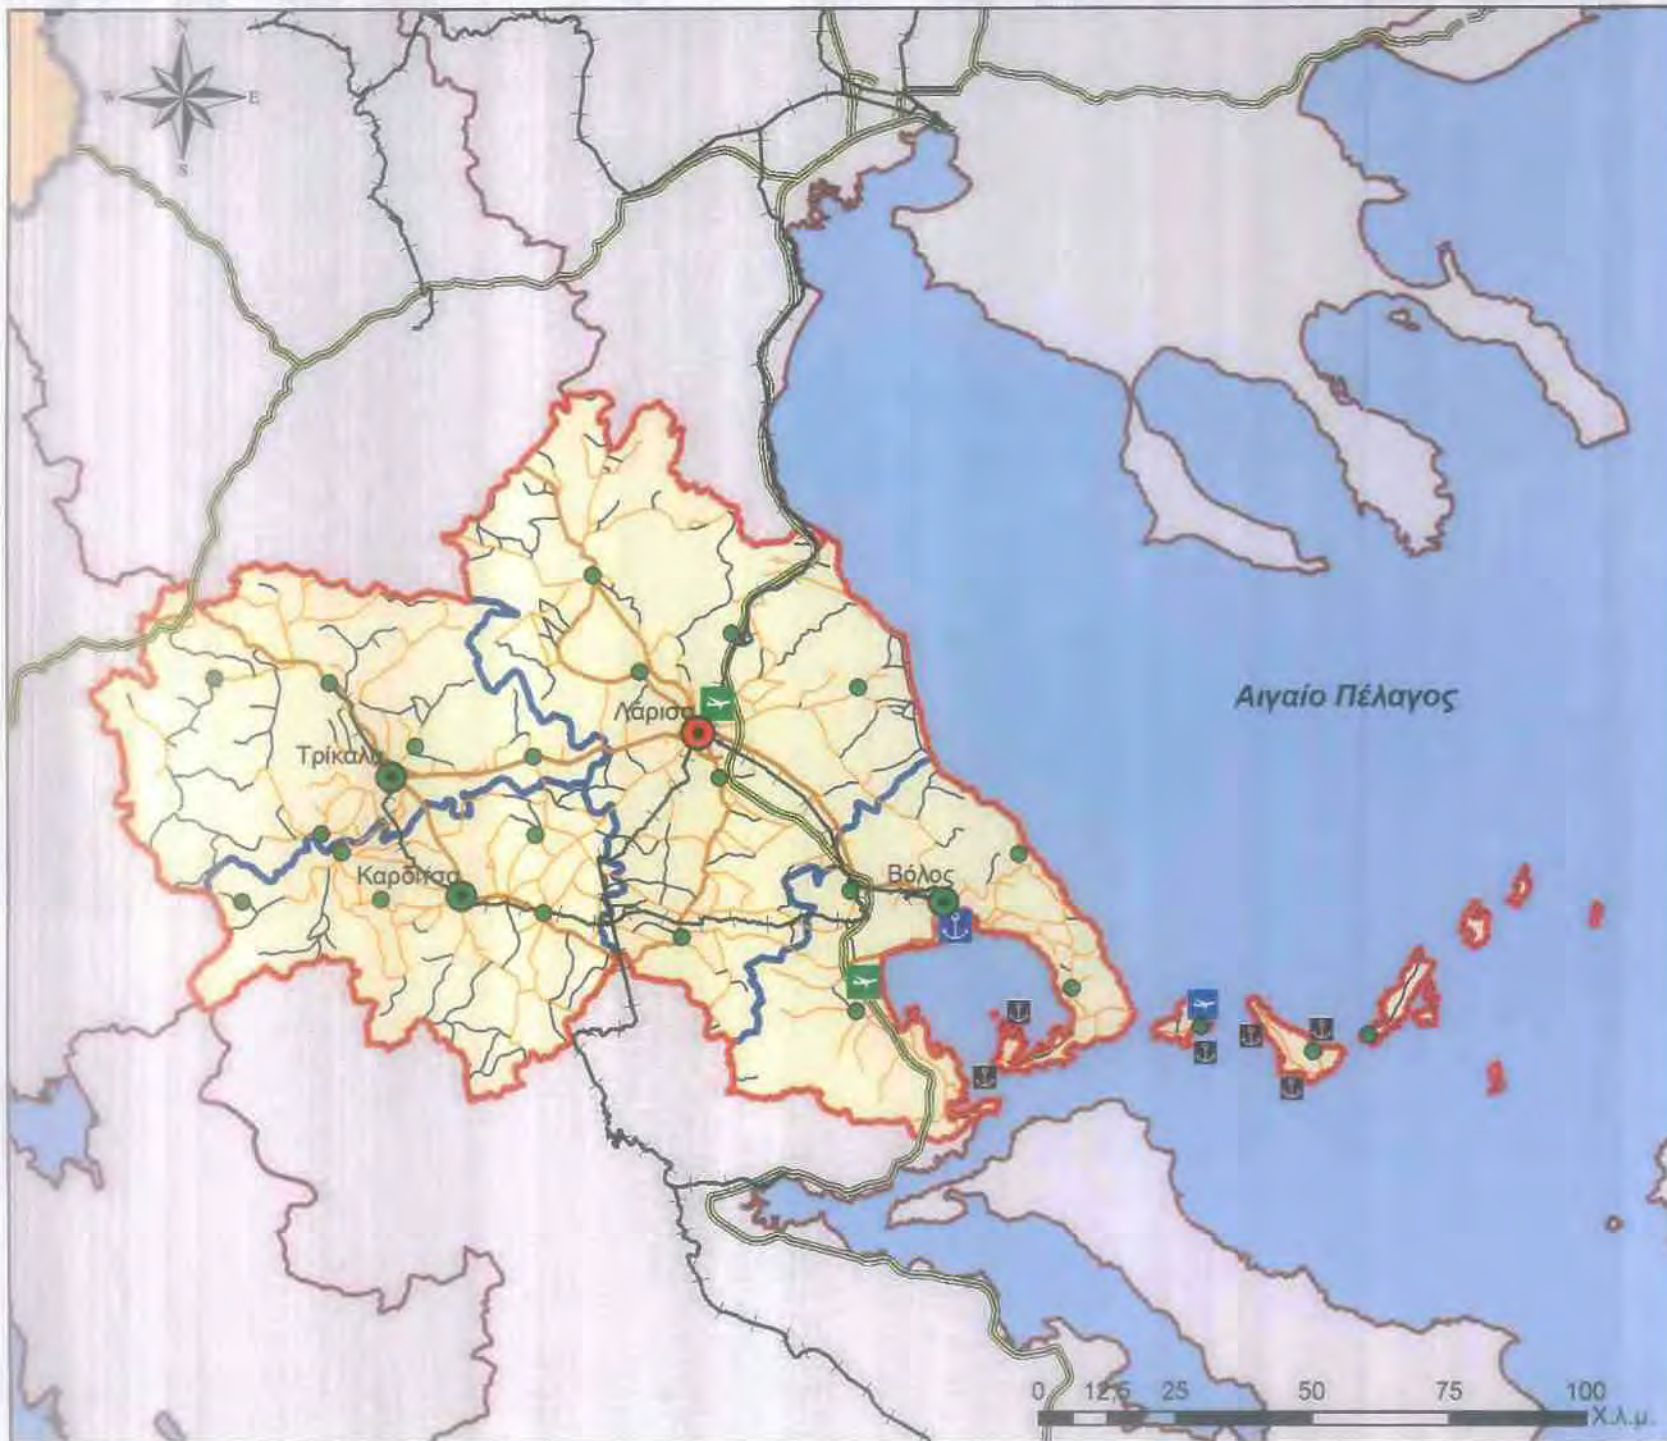 N
W E
S
Αιγαίο Πέλαγος
Λάρισα
Τρίκαλα
Καρδίτσα
Βόλος
0 12,5 25 50 75 100
Χ.λ.μ.